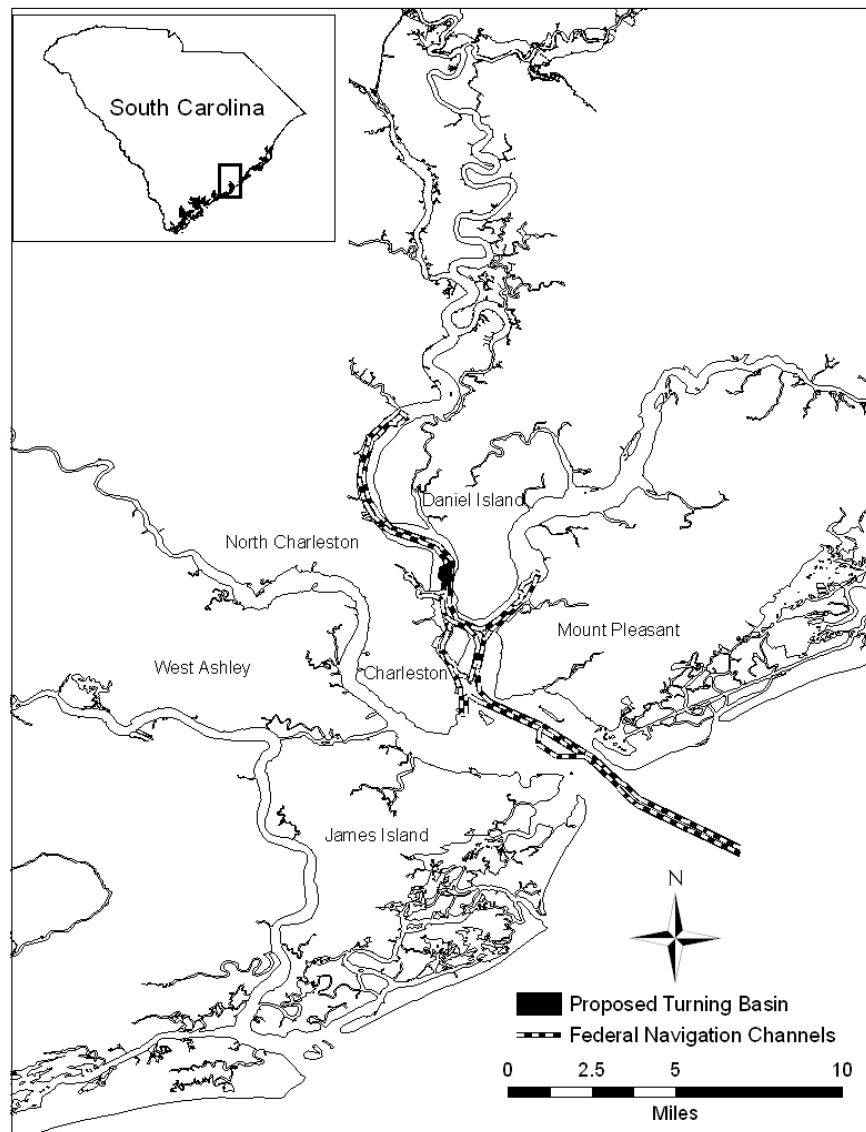 South Carolina
Daniel Island
North Charleston
Mount Pleasant
West Ashley
Charleston
James Island
N
Proposed Turning Basin
Federal Navigation Channels
0 2.5 5 10
Miles